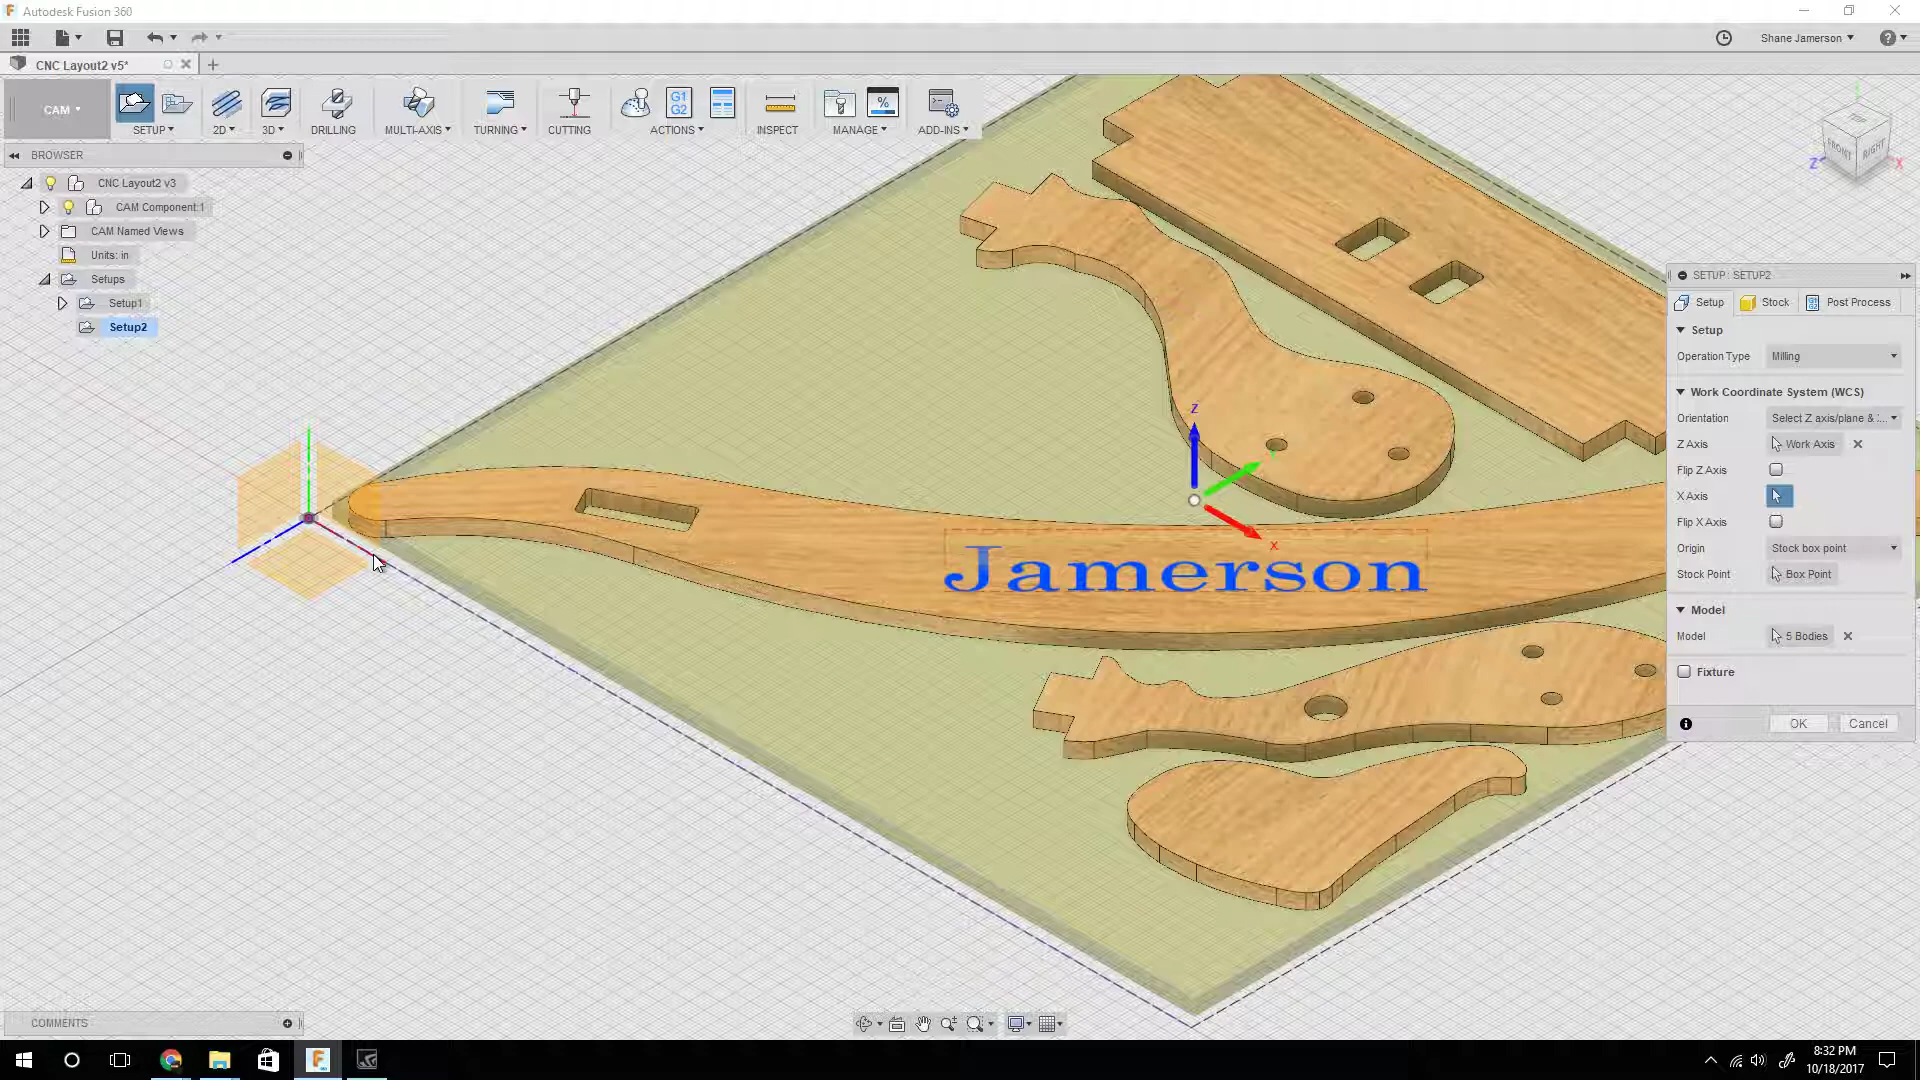 Autodesk Fusion 360
Shane Jamerson
CNC Layout2 v5*
CAM
SETUP
2D
3D
DRILLING
MULTI-AXIS
TURNING
CUTTING
G1
G2
ACTIONS
INSPECT
%
MANAGE
ADD-INS
BROWSER
CNC Layout2 v3
CAM Component:1
CAM Named Views
Units: in
Setups
Setup1
Setup2
FRONT
RIGHT
Z
X
Z
X
Jamerson
SETUP : SETUP2
Setup
Stock
Post Process
Setup
Operation Type
Milling
Work Coordinate System (WCS)
Orientation
Select Z axis/plane & ...
Z Axis
Work Axis
Flip Z Axis
X Axis
Flip X Axis
Origin
Stock box point
Stock Point
Box Point
Model
Model
5 Bodies
Fixture
OK
Cancel
COMMENTS
8:32 PM
10/18/2017